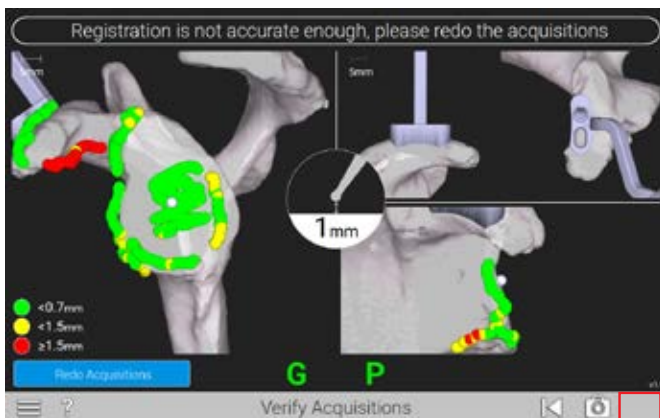 Registration is not accurate enough, please redo the acquisitions
5mm
1mm
<0.7mm
<1.5mm
≥1.5mm
Redo Acquisitions
G P
? Verify Acquisitions